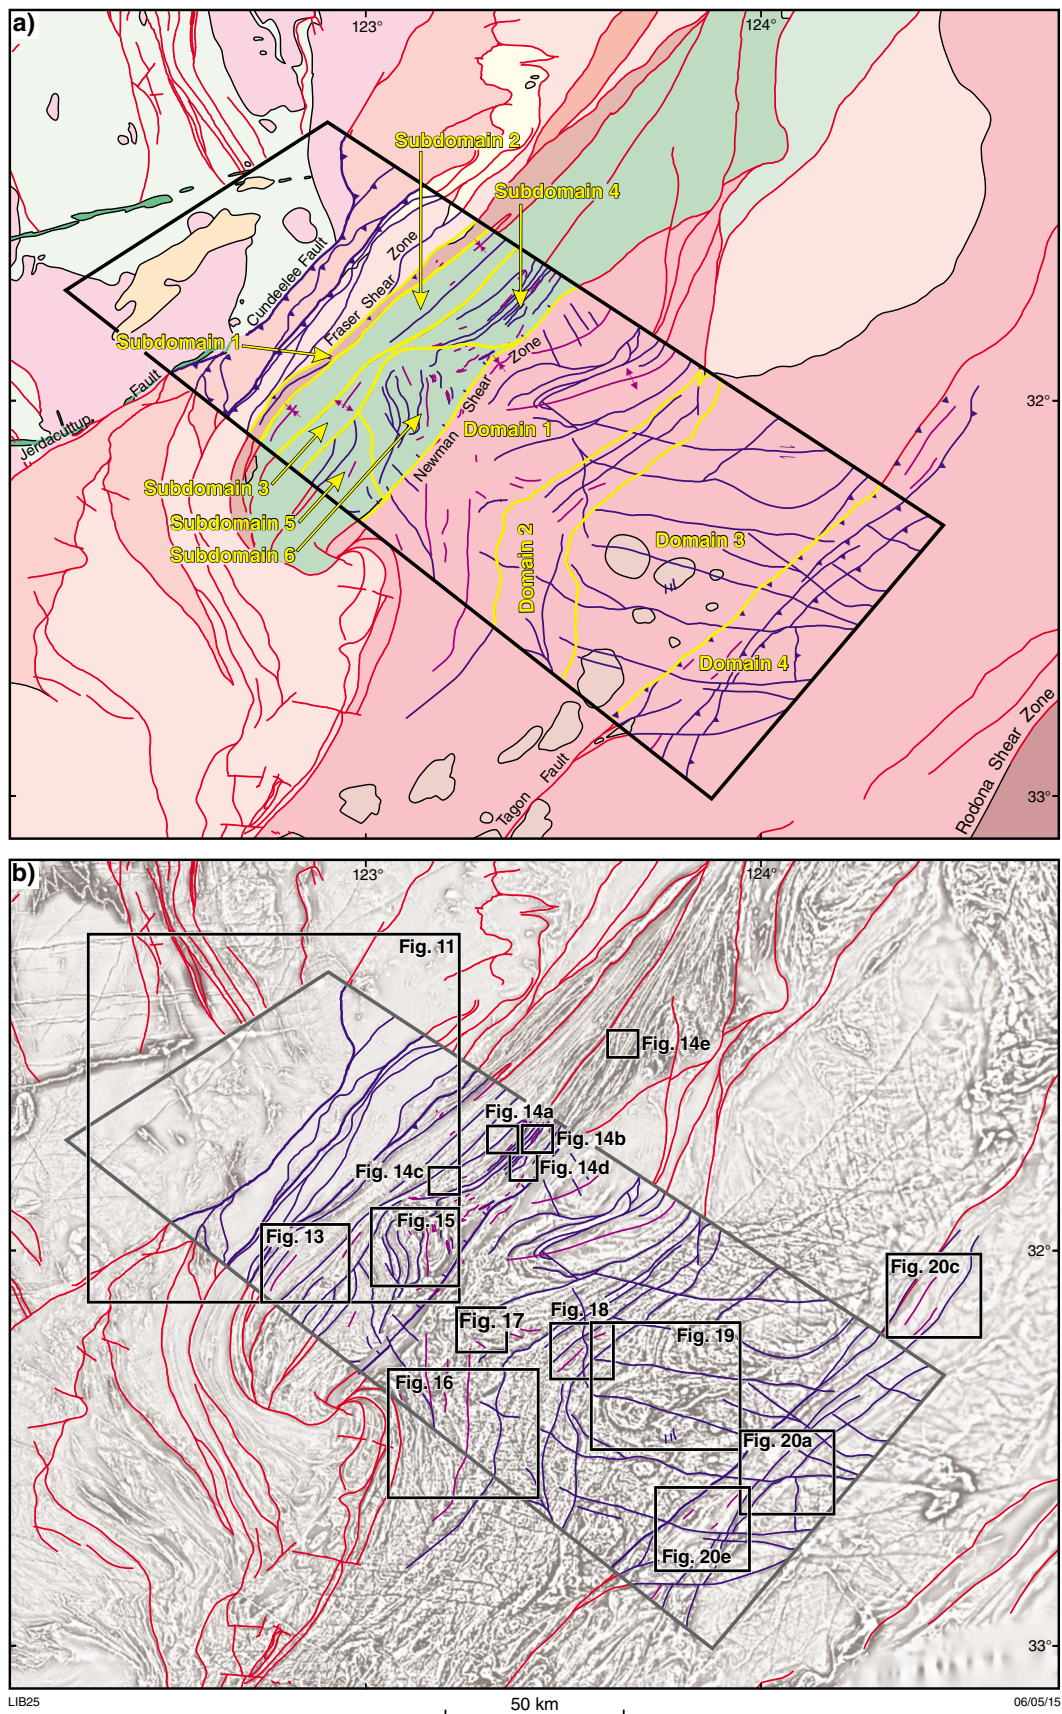 a)
123°
124°
Subdomain 2
Subdomain 4
Cundeelee Fault
Fraser Shear Zone
Subdomain 1
Jerdacuttup Fault
Newman Shear Zone
32°
Domain 1
Subdomain 3
Subdomain 5
Subdomain 6
Domain 2
Domain 3
Domain 4
Tagon Fault
Rodona Shear Zone
33°
b)
123°
124°
Fig. 11
Fig. 14e
Fig. 14a
Fig. 14b
Fig. 14c
Fig. 14d
Fig. 15
Fig. 13
32°
Fig. 20c
Fig. 17
Fig. 18
Fig. 19
Fig. 16
Fig. 20a
Fig. 20e
33°
LIB25
50 km
06/05/15